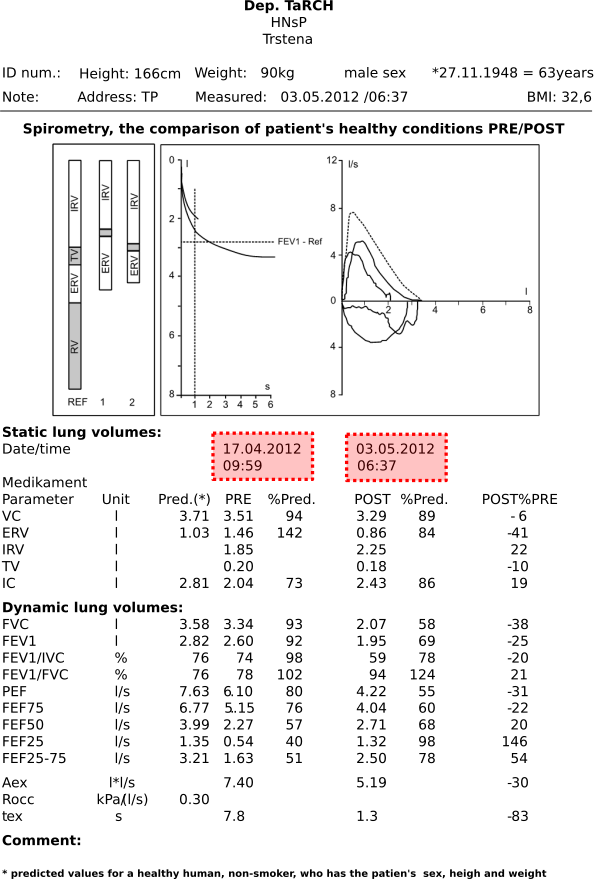 Dep. TaRCH
HNsP
Trstena
ID num.: Height: 166cm Weight: 90kg male sex *27.11.1948 = 63years
Note: Address: TP Measured: 03.05.2012 /06:37 BMI: 32,6
Spirometry, the comparison of patient's healthy conditions PRE/POST
IRV TV ERV RV
IRV ERV
IRV ERV
REF 1 2
0 l
2
4
6
8
FEV1 - Ref
s
1 2 3 4 5 6
12 l/s
8
4
0 2 4 6 8 l
4
8
Static lung volumes:
Date/time 17.04.2012 03.05.2012
09:59 06:37
Medikament
Parameter Unit Pred.(*) PRE %Pred. POST %Pred. POST%PRE
VC l 3.71 3.51 94 3.29 89 - 6
ERV l 1.03 1.46 142 0.86 84 -41
IRV l 1.85 2.25 22
TV l 0.20 0.18 -10
IC l 2.81 2.04 73 2.43 86 19
Dynamic lung volumes:
FVC l 3.58 3.34 93 2.07 58 -38
FEV1 l 2.82 2.60 92 1.95 69 -25
FEV1/IVC % 76 74 98 59 78 -20
FEV1/FVC % 76 78 102 94 124 21
PEF l/s 7.63 6.10 80 4.22 55 -31
FEF75 l/s 6.77 5.15 76 4.04 60 -22
FEF50 l/s 3.99 2.27 57 2.71 68 20
FEF25 l/s 1.35 0.54 40 1.32 98 146
FEF25-75 l/s 3.21 1.63 51 2.50 78 54
Aex l*l/s 7.40 5.19 -30
Rocc kPa/(l/s) 0.30
tex s 7.8 1.3 -83
Comment:
* predicted values for a healthy human, non-smoker, who has the patien's sex, heigh and weight